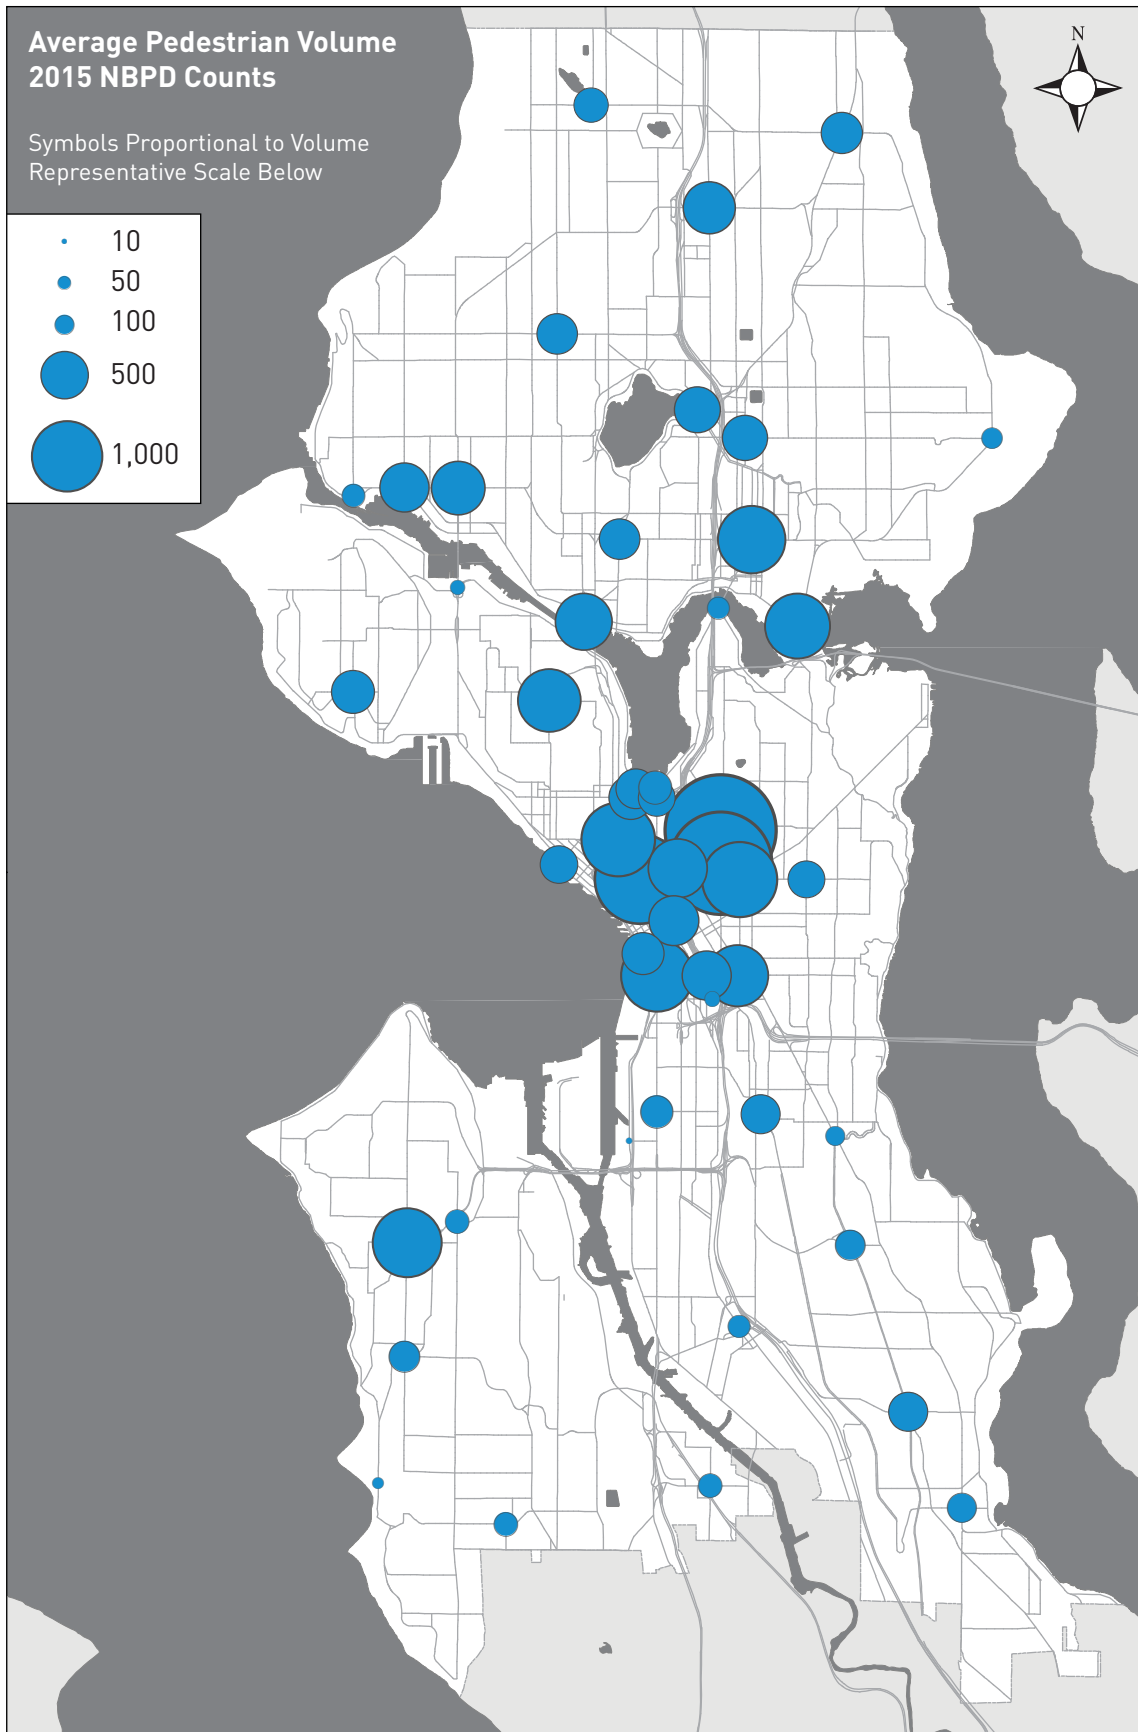 Average Pedestrian Volume
2015 NBPD Counts
Symbols Proportional to Volume
Representative Scale Below
10
50
100
500
1,000
N